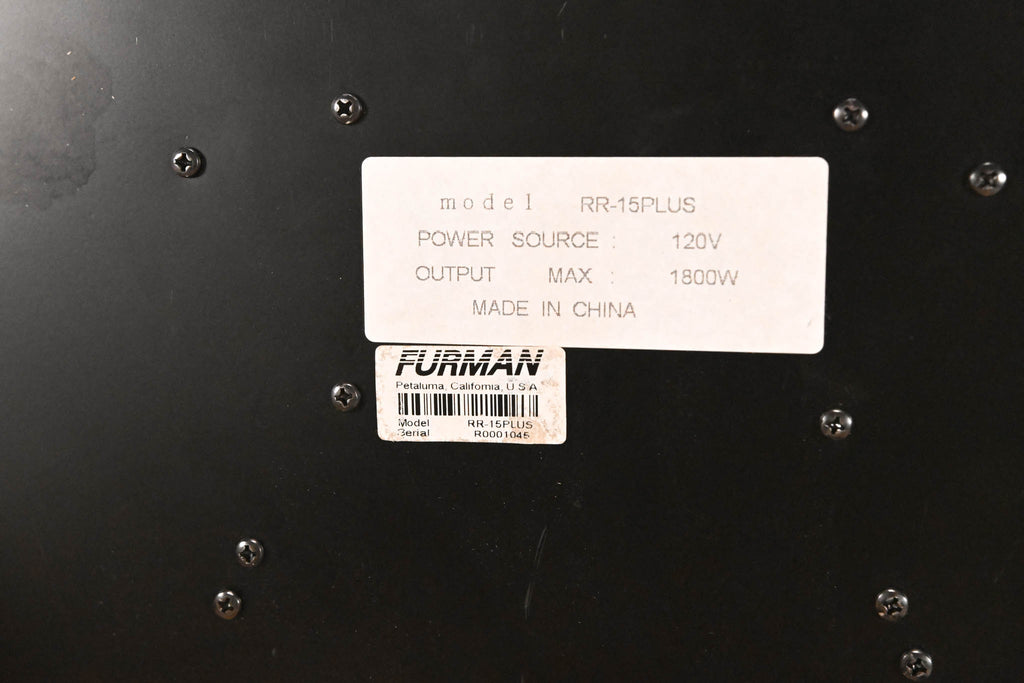 model RR-15PLUS
POWER SOURCE : 120V
OUTPUT MAX : 1800W
MADE IN CHINA
FURMAN
Petaluma, California, U S A
Model RR-15PLUS
Serial R0001045